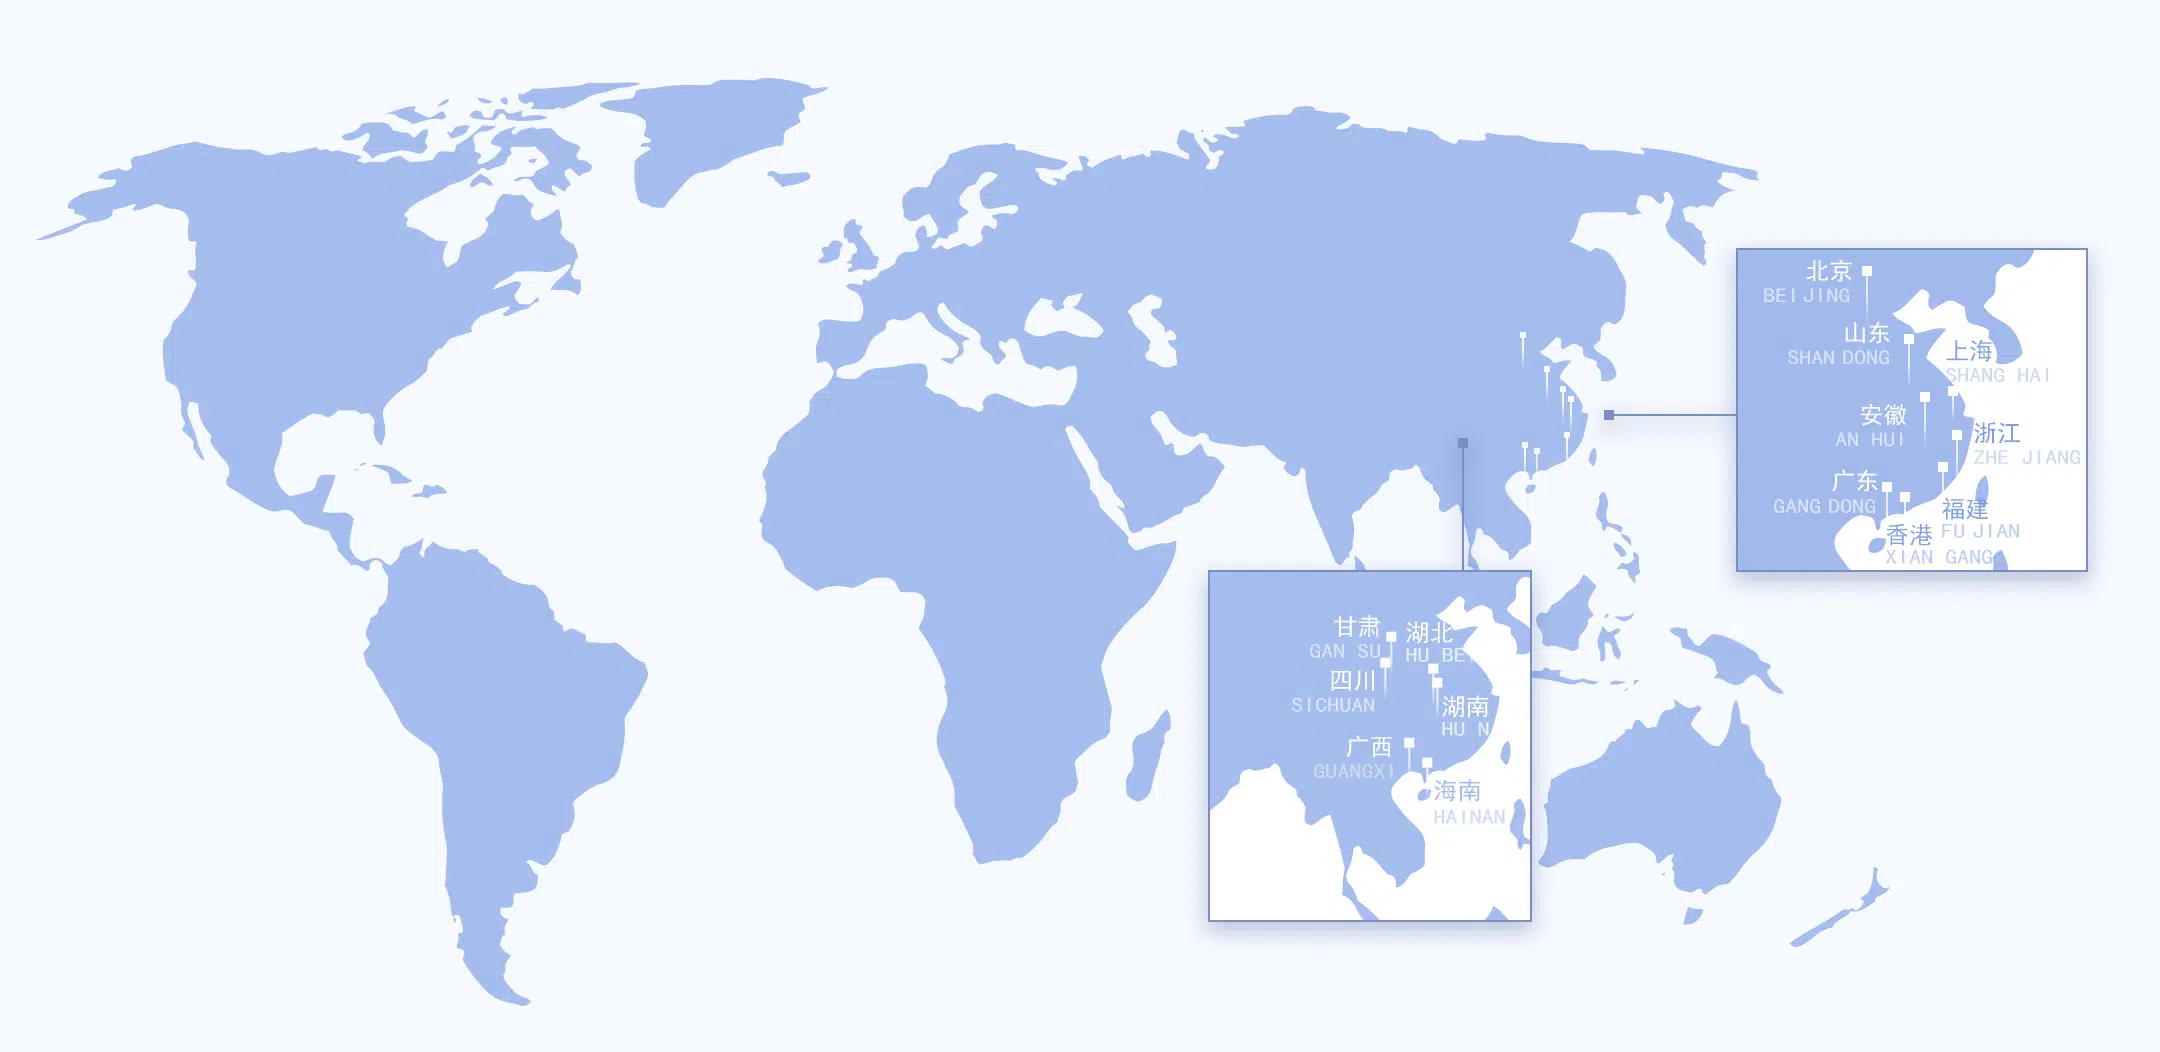 北京
BEIJING
山东
SHAN DONG
上海
SHANG HAI
安徽
AN HUI
浙江
ZHE JIANG
广东
GANG DONG
福建
FU JIAN
香港
XIAN GANG
甘肃
GAN SU
湖北
HU BEI
四川
SICHUAN
湖南
HU N
广西
GUANGXI
海南
HAINAN